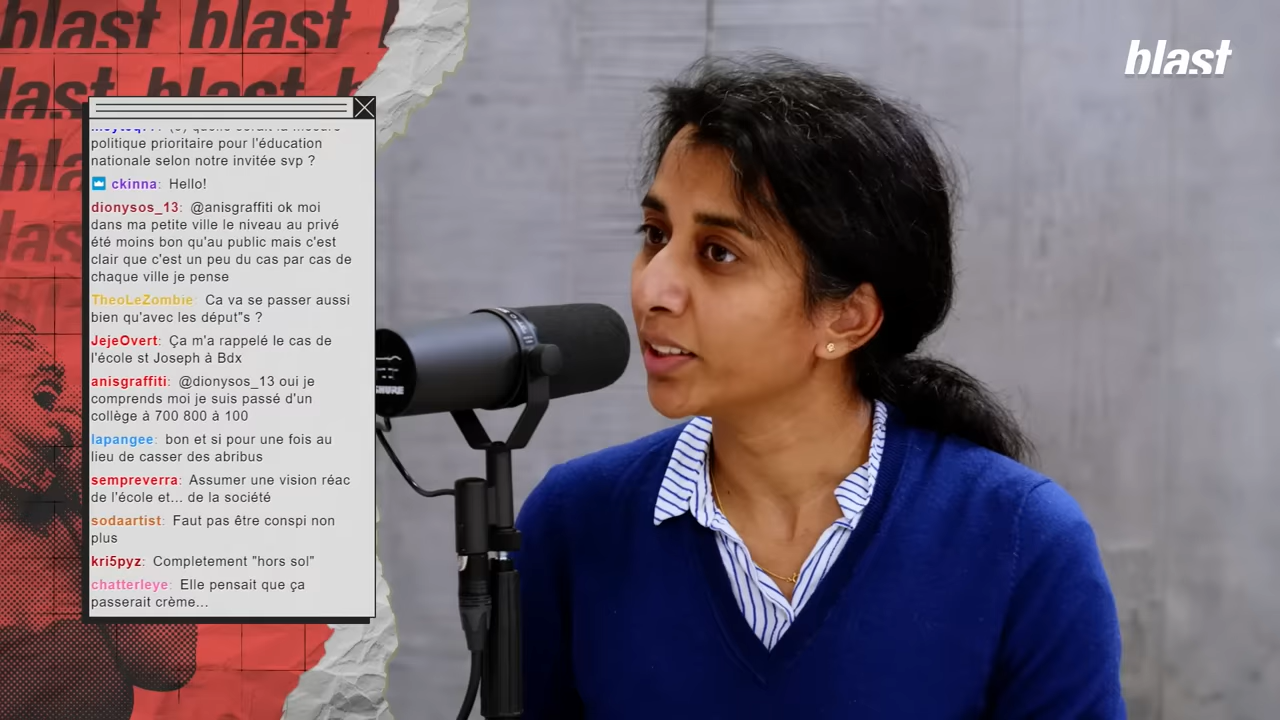 blast blast
blast
blast
politique prioritaire pour l'éducation
nationale selon notre invitée svp ?
ckinna: Hello!
dionysos_13: @anisgraffiti ok moi
dans ma petite ville le niveau au privé
été moins bon qu'au public mais c'est
clair que c'est un peu du cas par cas de
chaque ville je pense
TheoLeZombie: Ca va se passer aussi
bien qu'avec les déput"s ?
JejeOvert: Ça m'a rappelé le cas de
l'école st Joseph à Bdx
anisgraffiti: @dionysos_13 oui je
comprends moi je suis passé d'un
collège à 700 800 à 100
lapangee: bon et si pour une fois au
lieu de casser des abribus
sempreverra: Assumer une vision réac
de l'école et... de la société
sodaartist: Faut pas être conspi non
plus
kri5pyz: Completement "hors sol"
chatterleye: Elle pensait que ça
passerait crème...
SHURE